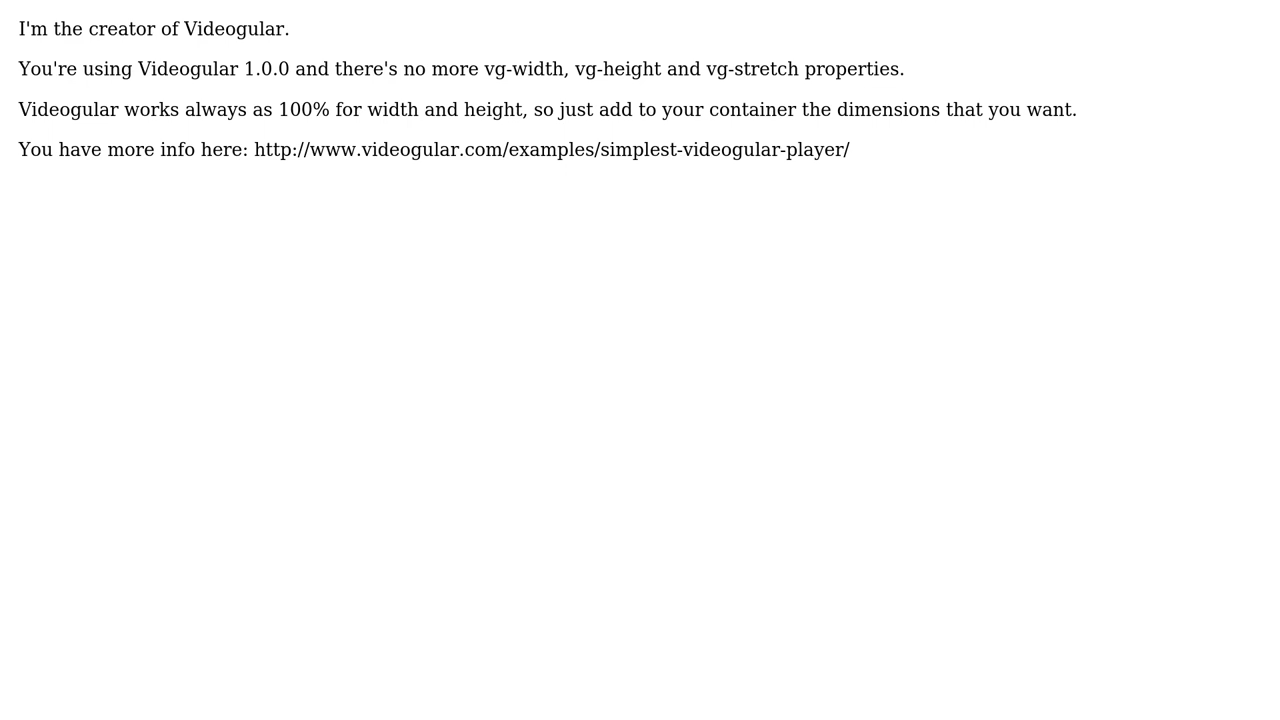 I'm the creator of Videogular.
You're using Videogular 1.0.0 and there's no more vg-width, vg-height and vg-stretch properties.
Videogular works always as 100% for width and height, so just add to your container the dimensions that you want.
You have more info here: http://www.videogular.com/examples/simplest-videogular-player/